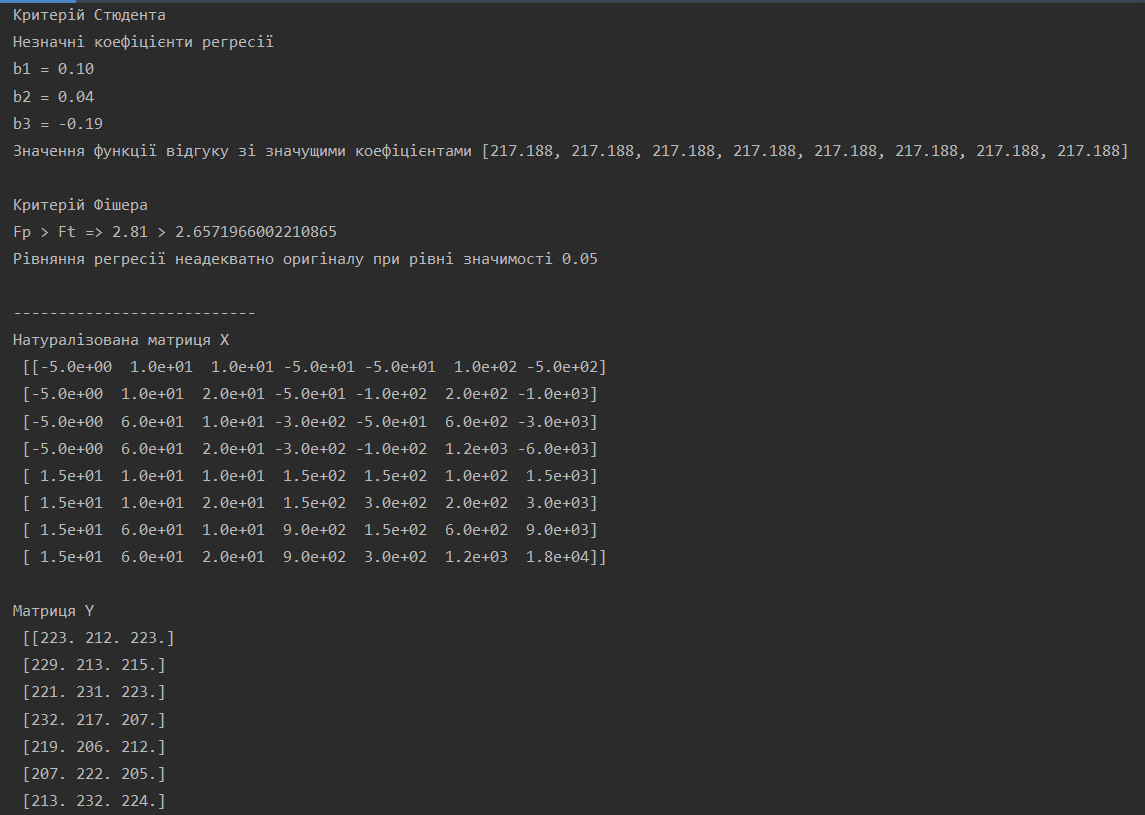 Критерій Стюдента
Незначні коефіцієнти регресії
b1 = 0.10
b2 = 0.04
b3 = -0.19
Значення функції відгуку зі значущими коефіцієнтами [217.188, 217.188, 217.188, 217.188, 217.188, 217.188, 217.188, 217.188]
Критерій Фішера
Fp > Ft => 2.81 > 2.6571966002210865
Рівняння регресії неадекватно оригіналу при рівні значимості 0.05
---------------------------
Натуралізована матриця X
[[-5.0e+00 1.0e+01 1.0e+01 -5.0e+01 -5.0e+01 1.0e+02 -5.0e+02]
[-5.0e+00 1.0e+01 2.0e+01 -5.0e+01 -1.0e+02 2.0e+02 -1.0e+03]
[-5.0e+00 6.0e+01 1.0e+01 -3.0e+02 -5.0e+01 6.0e+02 -3.0e+03]
[-5.0e+00 6.0e+01 2.0e+01 -3.0e+02 -1.0e+02 1.2e+03 -6.0e+03]
[ 1.5e+01 1.0e+01 1.0e+01 1.5e+02 1.5e+02 1.0e+02 1.5e+03]
[ 1.5e+01 1.0e+01 2.0e+01 1.5e+02 3.0e+02 2.0e+02 3.0e+03]
[ 1.5e+01 6.0e+01 1.0e+01 9.0e+02 1.5e+02 6.0e+02 9.0e+03]
[ 1.5e+01 6.0e+01 2.0e+01 9.0e+02 3.0e+02 1.2e+03 1.8e+04]]
Матриця Y
[[223. 212. 223.]
[229. 213. 215.]
[221. 231. 223.]
[232. 217. 207.]
[219. 206. 212.]
[207. 222. 205.]
[213. 232. 224.]